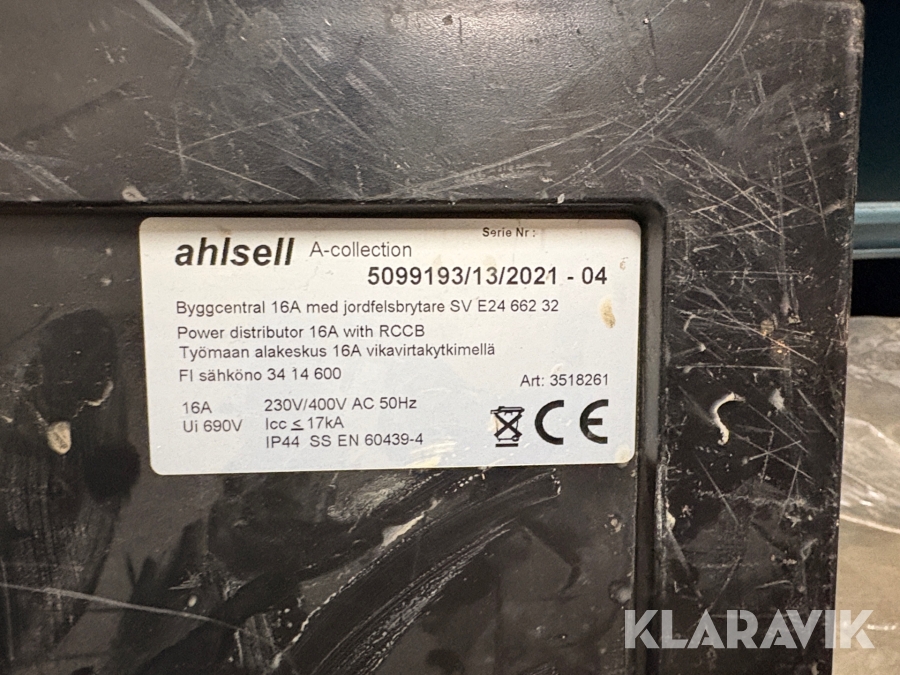 Serie Nr :
ahlsell A-collection
5099193/13/2021 - 04
Byggcentral 16A med jordfelsbrytare SV E24 662 32
Power distributor 16A with RCCB
Työmaan alakeskus 16A vikavirtakytkimellä
FI sähköno 34 14 600
Art: 3518261
16A 230V/400V AC 50Hz
Ui 690V Icc ≤ 17kA
IP44 SS EN 60439-4
CE
KLARAVIK